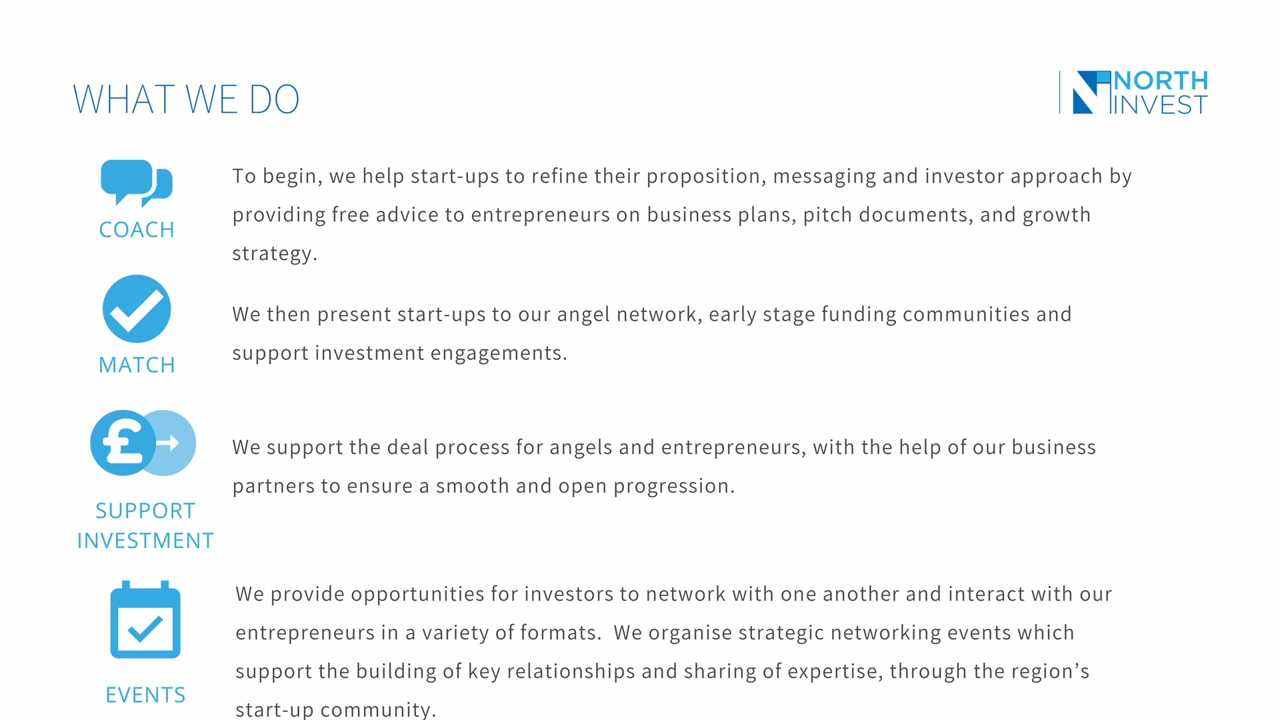 WHAT WE DO
NORTH
INVEST
COACH
To begin, we help start-ups to refine their proposition, messaging and investor approach by
providing free advice to entrepreneurs on business plans, pitch documents, and growth
strategy.
MATCH
We then present start-ups to our angel network, early stage funding communities and
support investment engagements.
£
SUPPORT
INVESTMENT
We support the deal process for angels and entrepreneurs, with the help of our business
partners to ensure a smooth and open progression.
EVENTS
We provide opportunities for investors to network with one another and interact with our
entrepreneurs in a variety of formats.  We organise strategic networking events which
support the building of key relationships and sharing of expertise, through the region’s
start-up community.